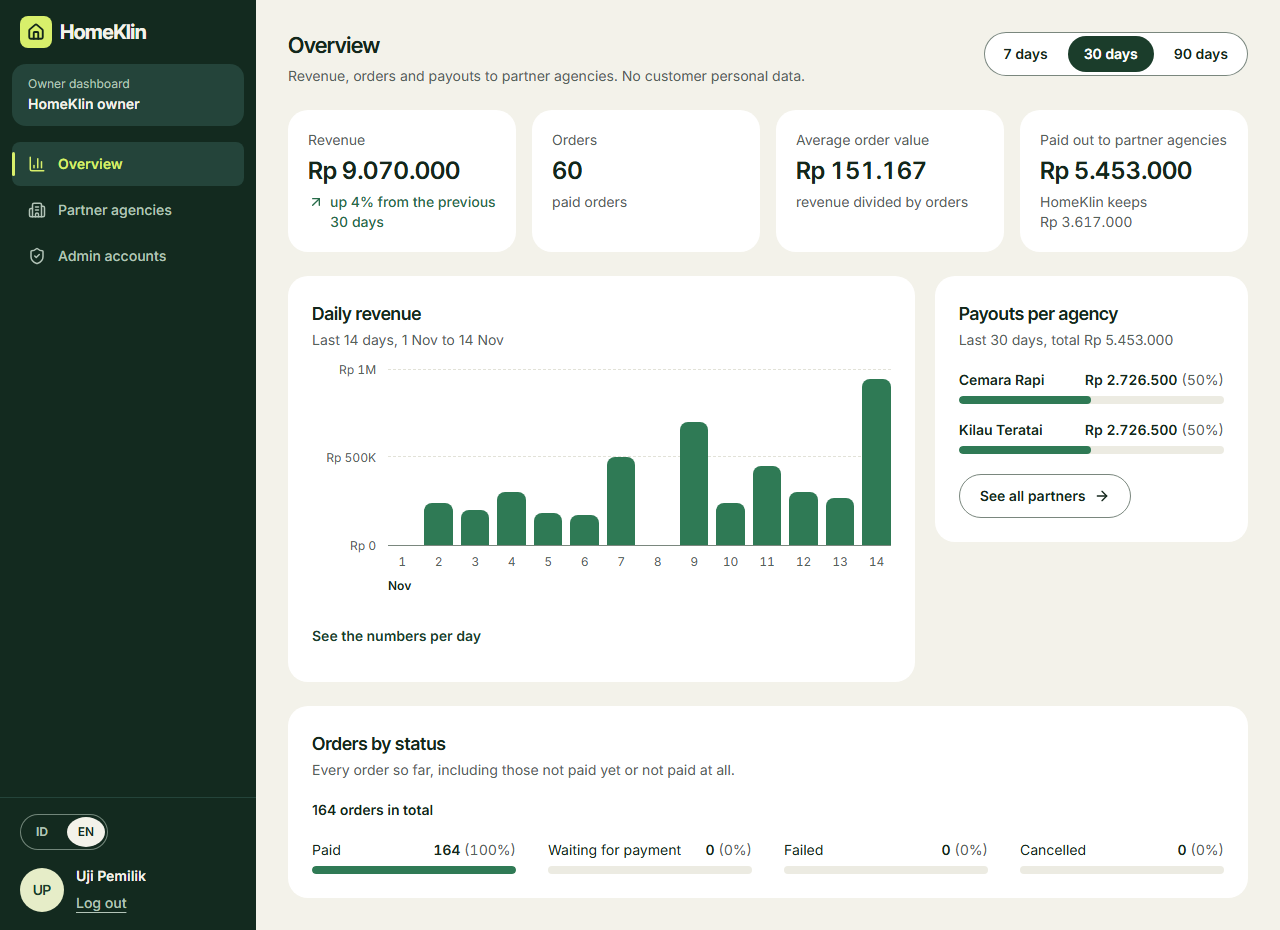 HomeKlin
Owner dashboard
HomeKlin owner
Overview
Partner agencies
Admin accounts
ID EN
UP
Uji Pemilik
Log out
Overview
Revenue, orders and payouts to partner agencies. No customer personal data.
7 days 30 days 90 days
Revenue
Rp 9.070.000
up 4% from the previous
30 days
Orders
60
paid orders
Average order value
Rp 151.167
revenue divided by orders
Paid out to partner agencies
Rp 5.453.000
HomeKlin keeps
Rp 3.617.000
Daily revenue
Last 14 days, 1 Nov to 14 Nov
Rp 1M
Rp 500K
Rp 0
1 2 3 4 5 6 7 8 9 10 11 12 13 14
Nov
See the numbers per day
Payouts per agency
Last 30 days, total Rp 5.453.000
Cemara Rapi Rp 2.726.500 (50%)
Kilau Teratai Rp 2.726.500 (50%)
See all partners
Orders by status
Every order so far, including those not paid yet or not paid at all.
164 orders in total
Paid 164 (100%)
Waiting for payment 0 (0%)
Failed 0 (0%)
Cancelled 0 (0%)